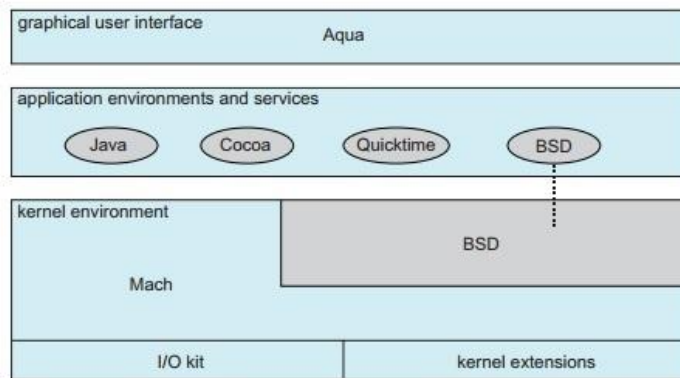 graphical user interface
Aqua
application environments and services
Java
Cocoa
Quicktime
BSD
kernel environment
BSD
Mach
I/O kit
kernel extensions